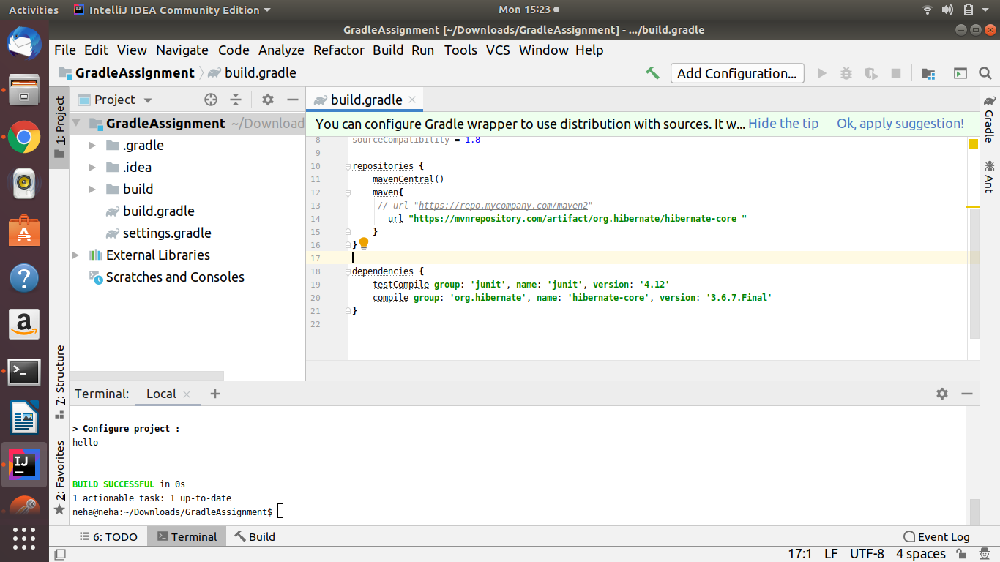 Activities IntelliJ IDEA Community Edition Mon 15:23
GradleAssignment [~/Downloads/GradleAssignment] - .../build.gradle
File Edit View Navigate Code Analyze Refactor Build Run Tools VCS Window Help
GradleAssignment build.gradle Add Configuration...
1: Project
Project
GradleAssignment ~/Download
.gradle
.idea
build
build.gradle
settings.gradle
External Libraries
Scratches and Consoles
build.gradle
You can configure Gradle wrapper to use distribution with sources. It w... Hide the tip Ok, apply suggestion!
8 sourceCompatibility = 1.8
9
10 repositories {
11 mavenCentral()
12 maven{
13 // url "https://repo.mycompany.com/maven2"
14 url "https://mvnrepository.com/artifact/org.hibernate/hibernate-core "
15 }
16 }
17
18 dependencies {
19 testCompile group: 'junit', name: 'junit', version: '4.12'
20 compile group: 'org.hibernate', name: 'hibernate-core', version: '3.6.7.Final'
21 }
22
Gradle
Ant
7: Structure
2: Favorites
Terminal: Local
> Configure project :
hello
BUILD SUCCESSFUL in 0s
1 actionable task: 1 up-to-date
neha@neha:~/Downloads/GradleAssignment$
6: TODO Terminal Build Event Log
17:1 LF UTF-8 4 spaces